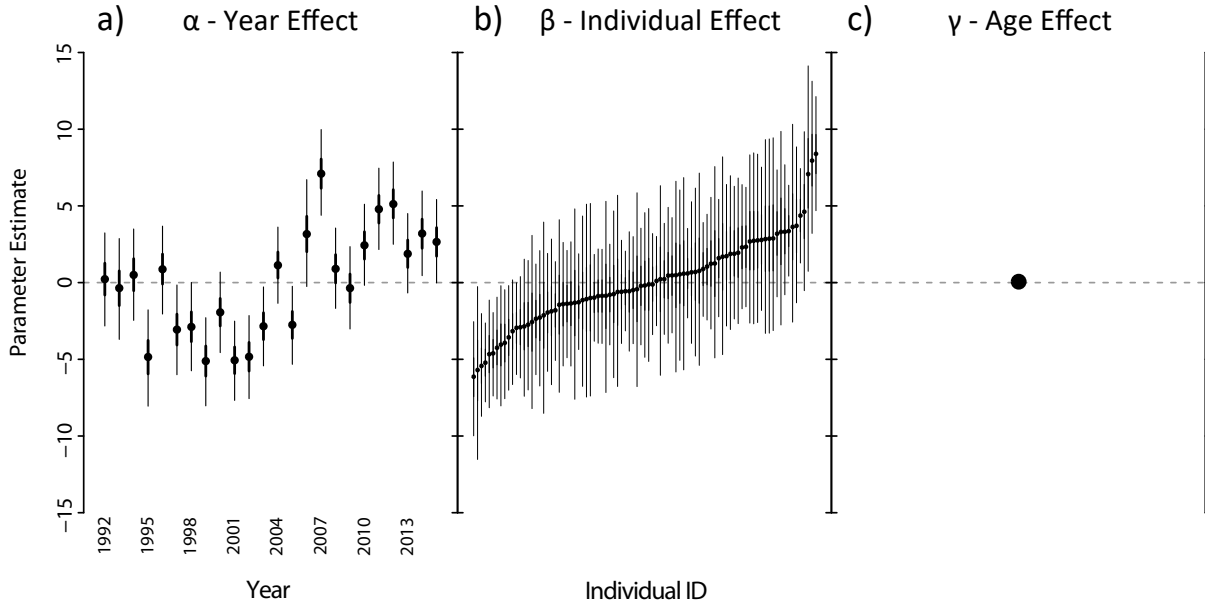 a) α - Year Effect
b) β - Individual Effect
c) γ - Age Effect
Parameter Estimate
15
10
5
0
−5
−10
−15
1992
1995
1998
2001
2004
2007
2010
2013
Year
Individual ID